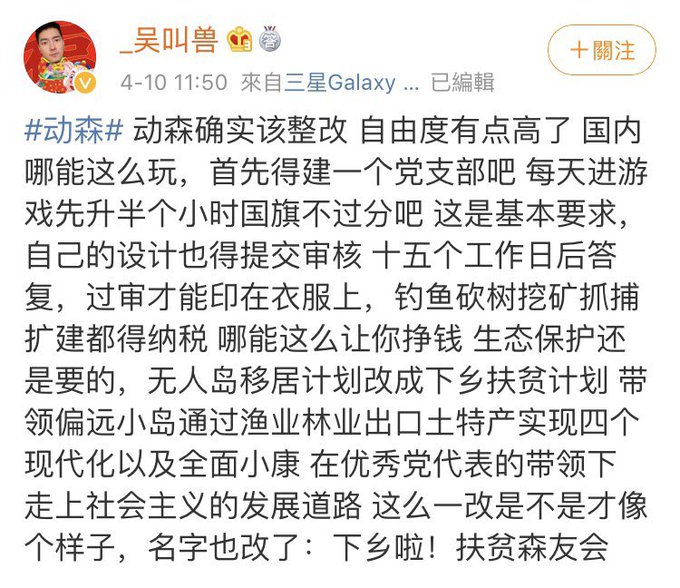 _吴叫兽
4-10 11:50 來自三星Galaxy ... 已編輯
＋關注
#动森# 动森确实该整改 自由度有点高了 国内
哪能这么玩，首先得建一个党支部吧 每天进游
戏先升半个小时国旗不过分吧 这是基本要求，
自己的设计也得提交审核 十五个工作日后答
复，过审才能印在衣服上，钓鱼砍树挖矿抓捕
扩建都得纳税 哪能这么让你挣钱 生态保护还
是要的，无人岛移居计划改成下乡扶贫计划 带
领偏远小岛通过渔业林业出口土特产实现四个
现代化以及全面小康 在优秀党代表的带领下
走上社会主义的发展道路 这么一改是不是才像
个样子，名字也改了：下乡啦！扶贫森友会